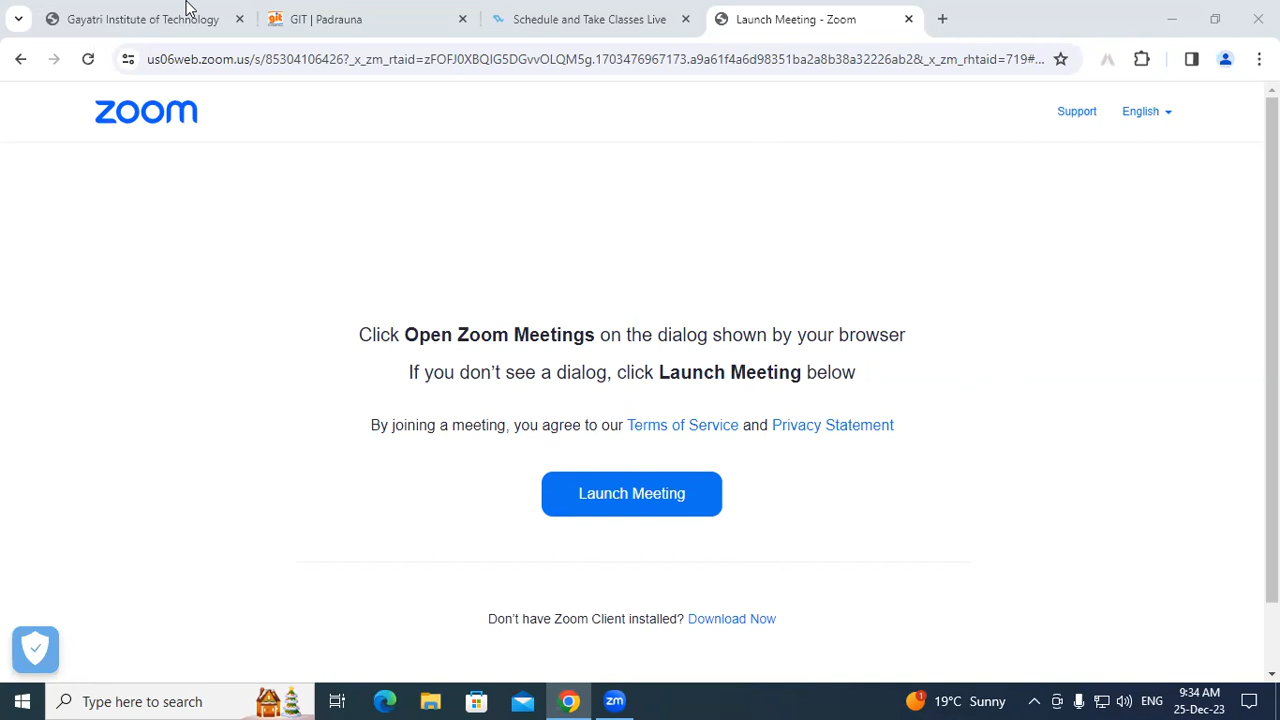 Gayatri Institute of Technology
GIT | Padrauna
Schedule and Take Classes Live
Launch Meeting - Zoom
us06web.zoom.us/s/85304106426?_x_zm_rtaid=zFOFJ0XBQIG5DGvvOLQM5g.1703476967173.a9a61f4a6d98351ba2a8b38a32226ab2&_x_zm_rhtaid=719#...
zoom
Support
English
Click Open Zoom Meetings on the dialog shown by your browser
If you don’t see a dialog, click Launch Meeting below
By joining a meeting, you agree to our Terms of Service and Privacy Statement
Launch Meeting
Don’t have Zoom Client installed? Download Now
Type here to search
zm
1
19°C Sunny
ENG
9:34 AM
25-Dec-23